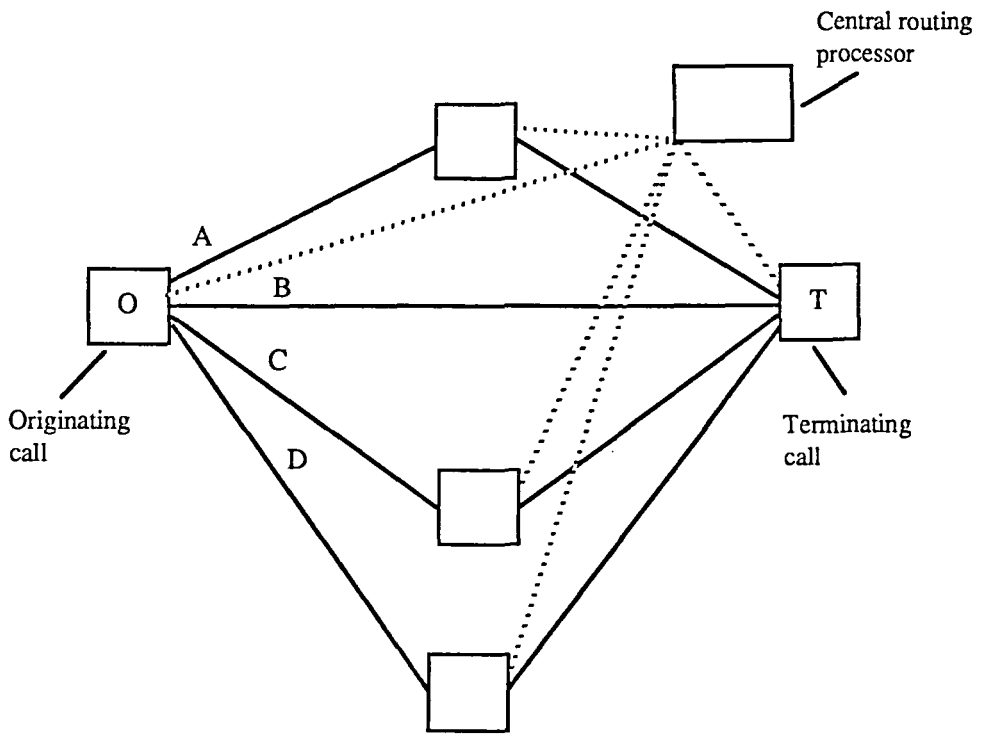 Central routing
processor
A
O
B
T
C
Originating
call
Terminating
call
D